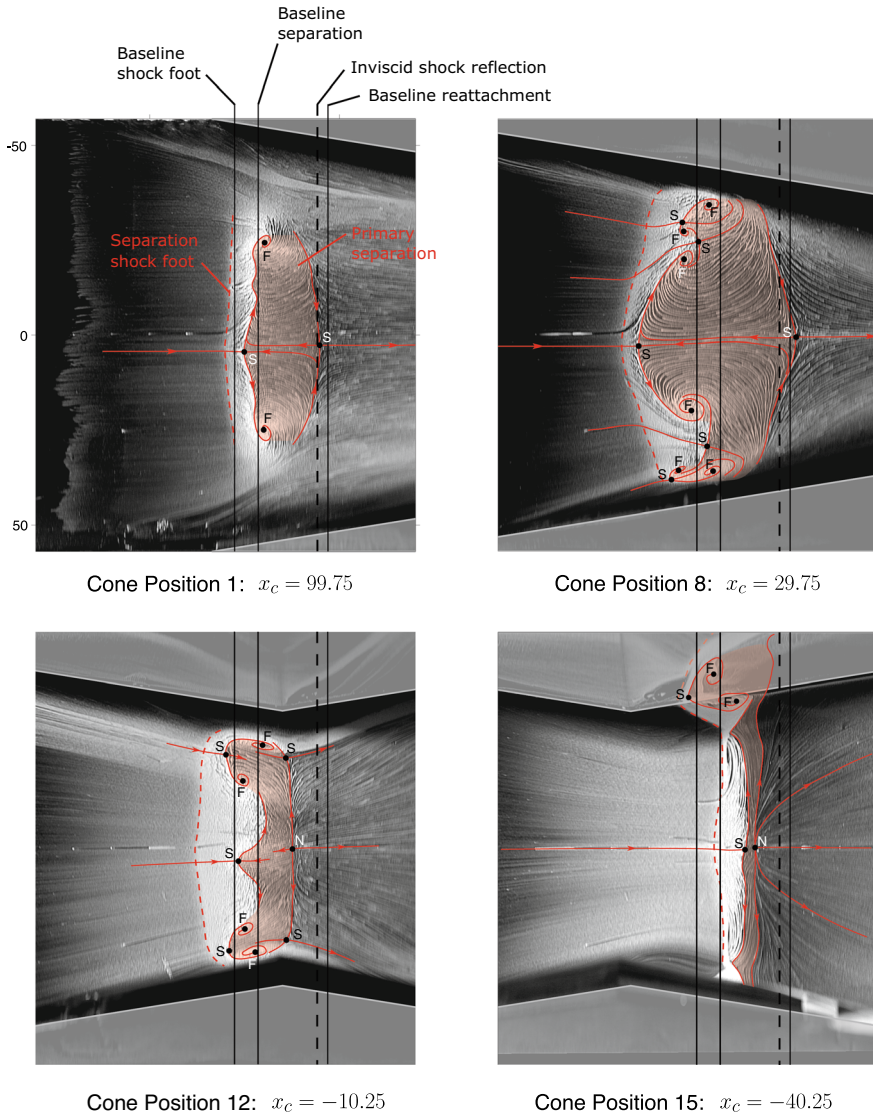 Baseline
separation
Baseline
shock foot
Inviscid shock reflection
Baseline reattachment
-50
0
50
Separation
shock foot
Primary
separation
F
S
S
F
Cone Position 1: x_c = 99.75
F
S
F
S
F
S
S
F
S
F
F
S
Cone Position 8: x_c = 29.75
S
F
S
F
S
N
F
S
S
F
Cone Position 12: x_c = −10.25
F
S
F
S
N
Cone Position 15: x_c = −40.25